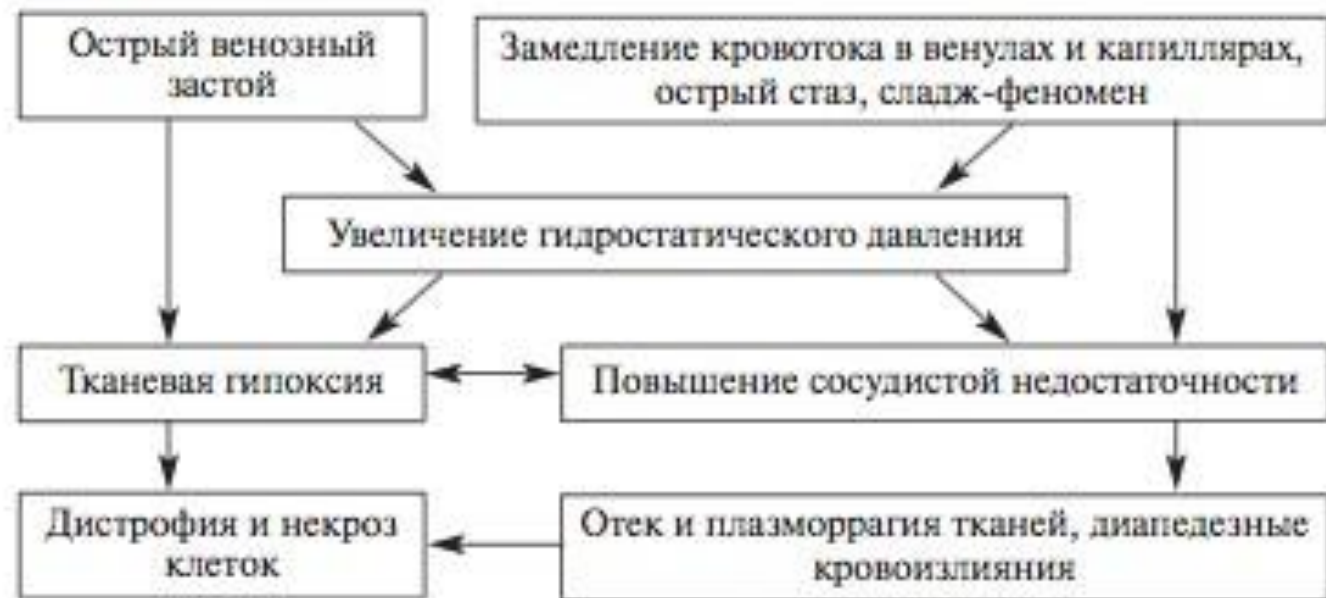 Острый венозный
застой
Замедление кровотока в венулах и капиллярах,
острый стаз, сладж-феномен
Увеличение гидростатического давления
Тканевая гипоксия
Повышение сосудистой недостаточности
Дистрофия и некроз
клеток
Отек и плазморрагия тканей, диапедезные
кровоизлияния